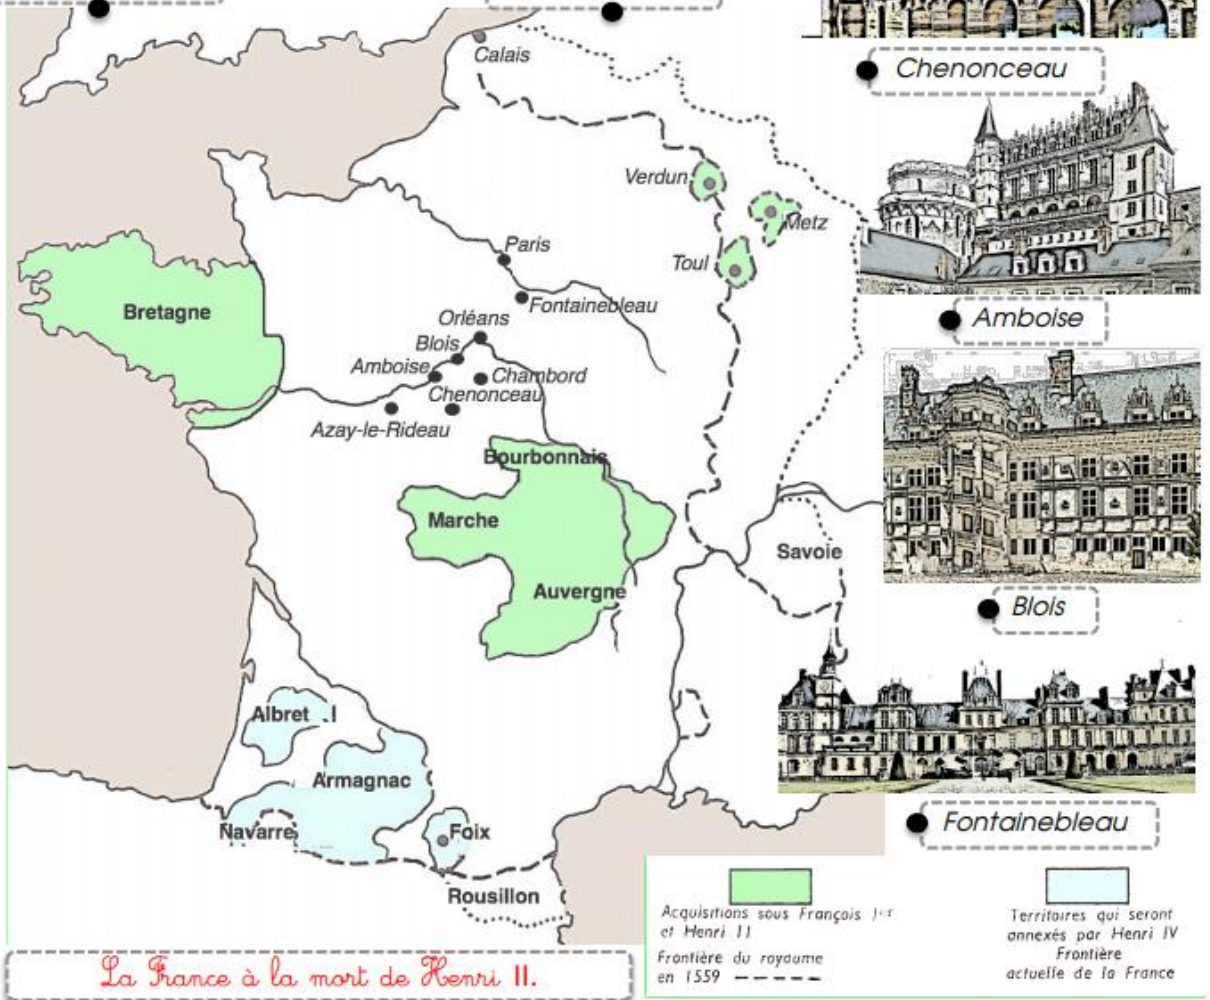 Calais
Chenonceau
Verdun
Metz
Paris
Toul
Fontainebleau
Bretagne
Orléans
Blois
Amboise
Chambord
Chenonceau
Azay-le-Rideau
Amboise
Bourbonnais
Marche
Savoie
Auvergne
Blois
Albret
Armagnac
Navarre
Foix
Fontainebleau
Rousillon
Acquisitions sous François Ier
et Henri II
Frontière du royaume
en 1559
Territoires qui seront
annexés par Henri IV
Frontière
actuelle de la France
La France à la mort de Henri II.